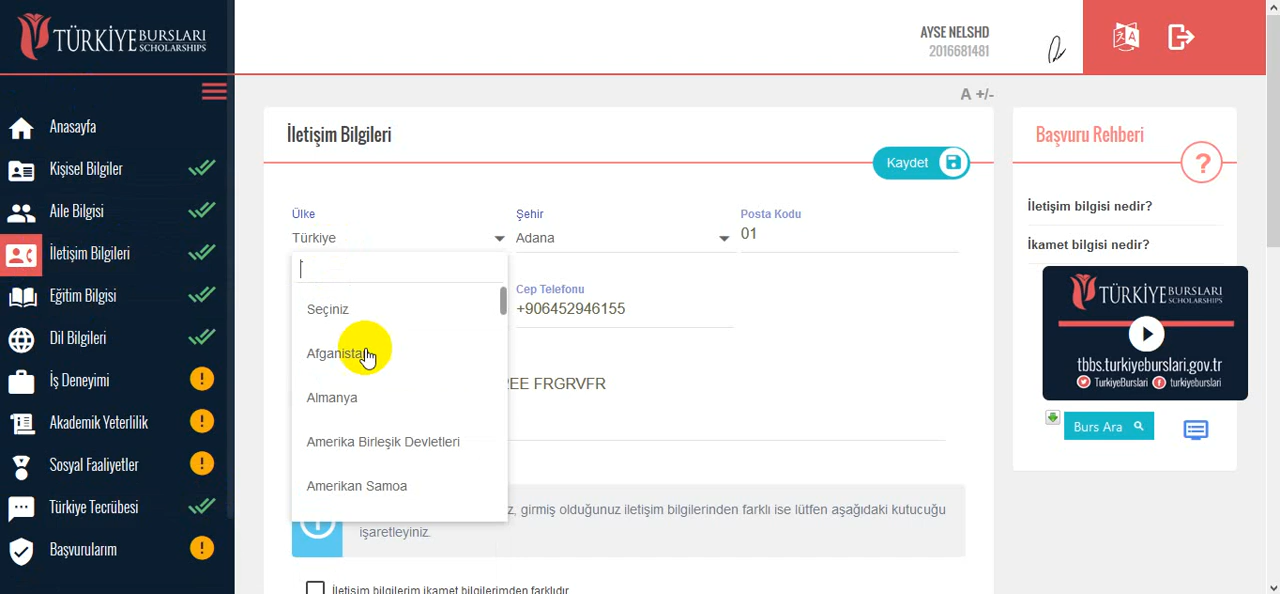 TÜRKİYE BURSLARI
SCHOLARSHIPS
AYSE NELSHD
2016681481
A +/-
Anasayfa
Kişisel Bilgiler
Aile Bilgisi
İletişim Bilgileri
Eğitim Bilgisi
Dil Bilgileri
İş Deneyimi
Akademik Yeterlilik
Sosyal Faaliyetler
Türkiye Tecrübesi
Başvurularım
İletişim Bilgileri
Kaydet
Ülke
Türkiye
Şehir
Adana
Posta Kodu
01
Seçiniz
Afganistan
Almanya
Amerika Birleşik Devletleri
Amerikan Samoa
Cep Telefonu
+906452946155
REE FRGRVFR
, girmiş olduğunuz iletişim bilgilerinden farklı ise lütfen aşağıdaki kutucuğu
işaretleyiniz.
İletişim bilgilerim ikamet bilgilerimden farklıdır
Başvuru Rehberi
?
İletişim bilgisi nedir?
İkamet bilgisi nedir?
TÜRKİYE BURSLARI
SCHOLARSHIPS
tbbs.turkiyeburslari.gov.tr
TurkiyeBurslari turkiyeburslari
Burs Ara